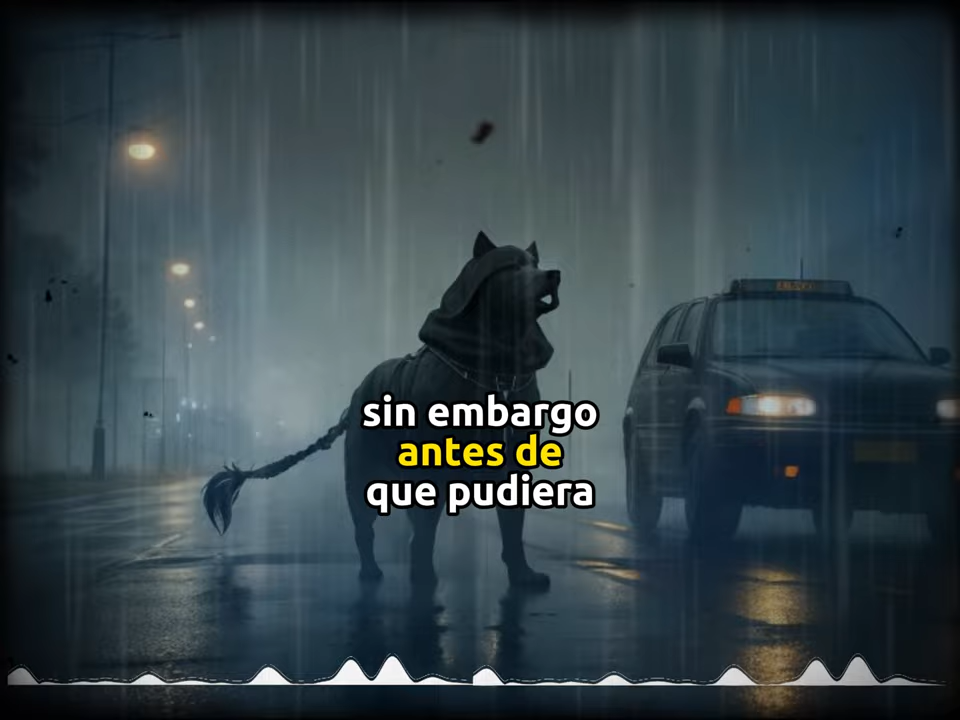 sin embargo
antes de
que pudiera